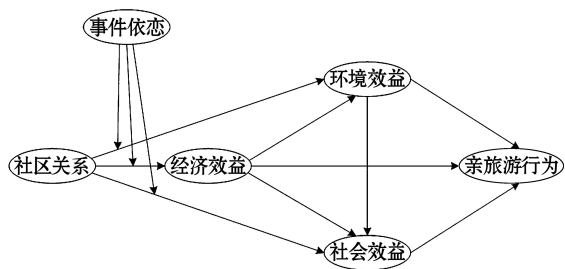 事件依恋
环境效益
社区关系
经济效益
亲旅游行为
社会效益